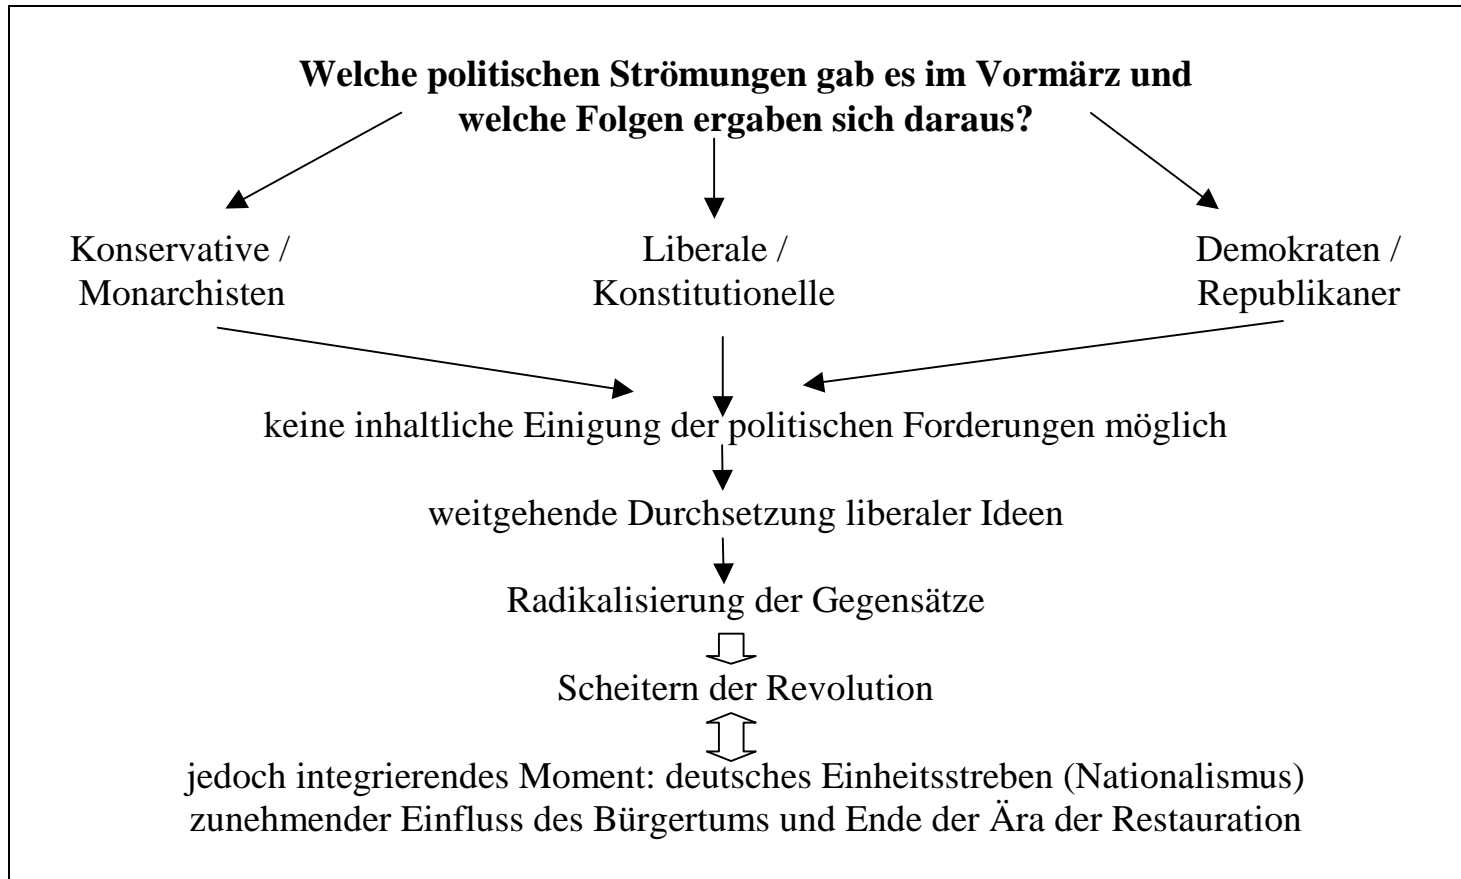 Welche politischen Strömungen gab es im Vormärz und
welche Folgen ergaben sich daraus?
Konservative /
Monarchisten
Liberale /
Konstitutionelle
Demokraten /
Republikaner
keine inhaltliche Einigung der politischen Forderungen möglich
weitgehende Durchsetzung liberaler Ideen
Radikalisierung der Gegensätze
Scheitern der Revolution
jedoch integrierendes Moment: deutsches Einheitsstreben (Nationalismus)
zunehmender Einfluss des Bürgertums und Ende der Ära der Restauration